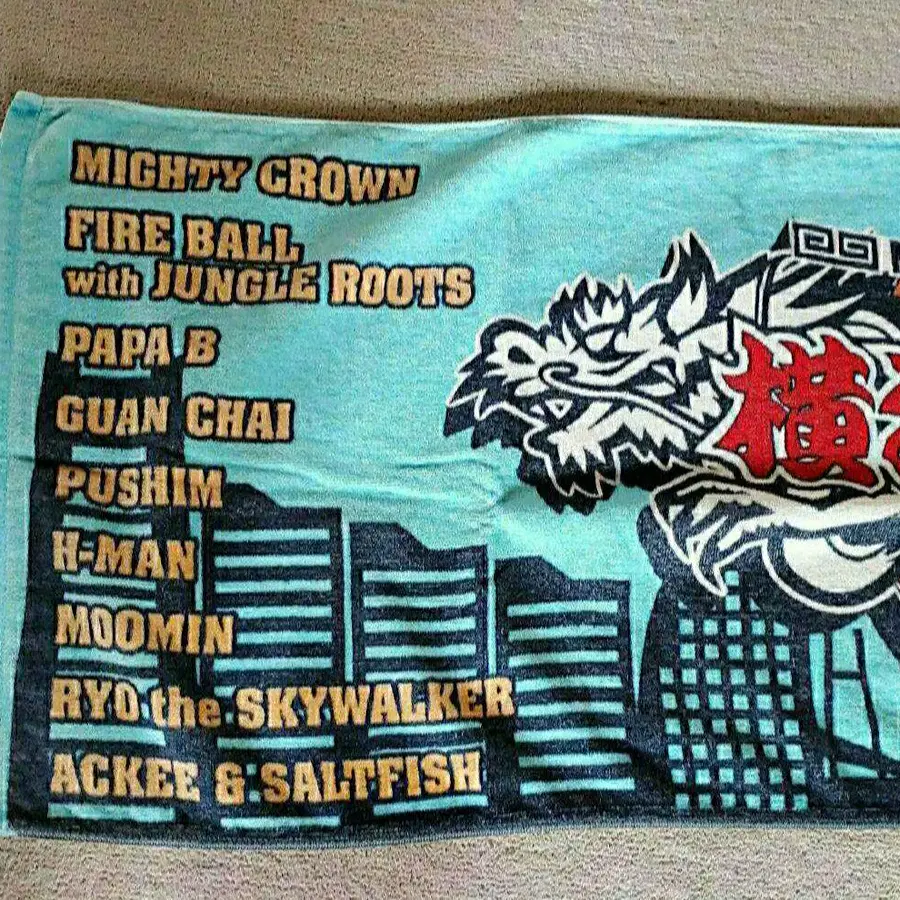 MIGHTY CROWN
FIRE BALL
with JUNGLE ROOTS
PAPA B
GUAN CHAI
PUSHIM
H-MAN
MOOMIN
RYO the SKYWALKER
ACKEE & SALTFISH
横